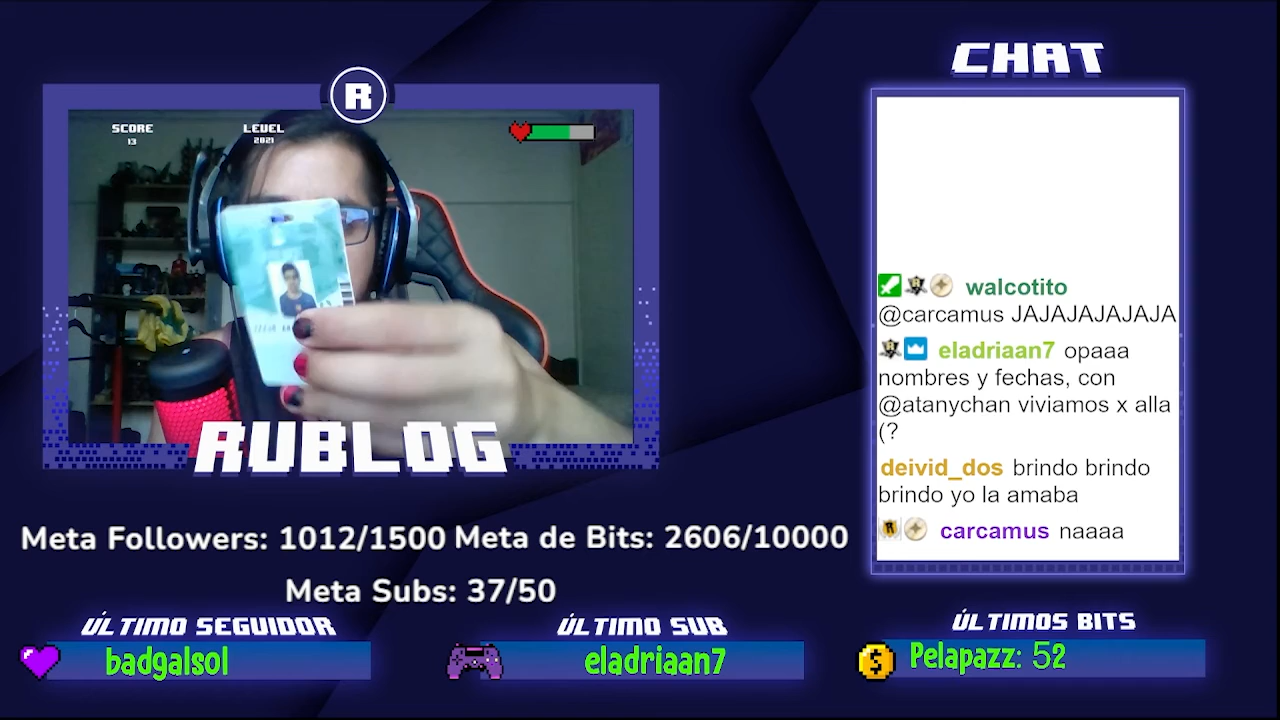 CHAT
R
SCORE
13
LEVEL
2021
RUBLOG
walcotito
@carcamus JAJAJAJAJAJA
eladriaan7 opaaa
nombres y fechas, con
@atanychan viviamos x alla
(?
deivid_dos brindo brindo
brindo yo la amaba
carcamus naaaa
Meta Followers: 1012/1500 Meta de Bits: 2606/10000
Meta Subs: 37/50
ÚLTIMO SEGUIDOR
badgalsol
ÚLTIMO SUB
eladriaan7
ÚLTIMOS BITS
Pelapazz: 52